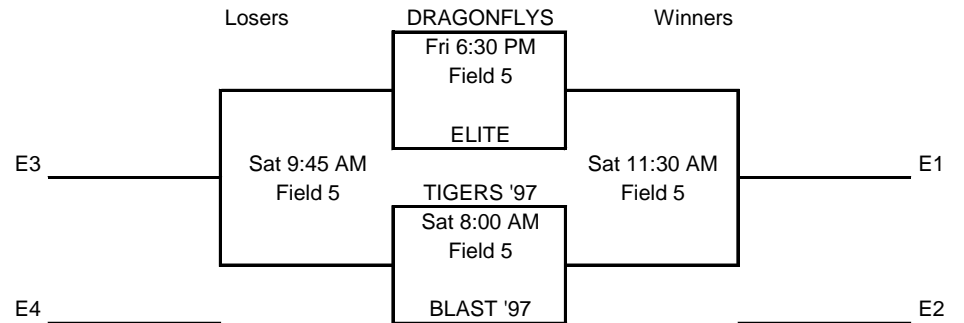 Losers DRAGONFLYS Winners
Fri 6:30 PM
Field 5
ELITE
E3 Sat 9:45 AM Sat 11:30 AM E1
Field 5 TIGERS '97 Field 5
Sat 8:00 AM
Field 5
E4 BLAST '97 E2